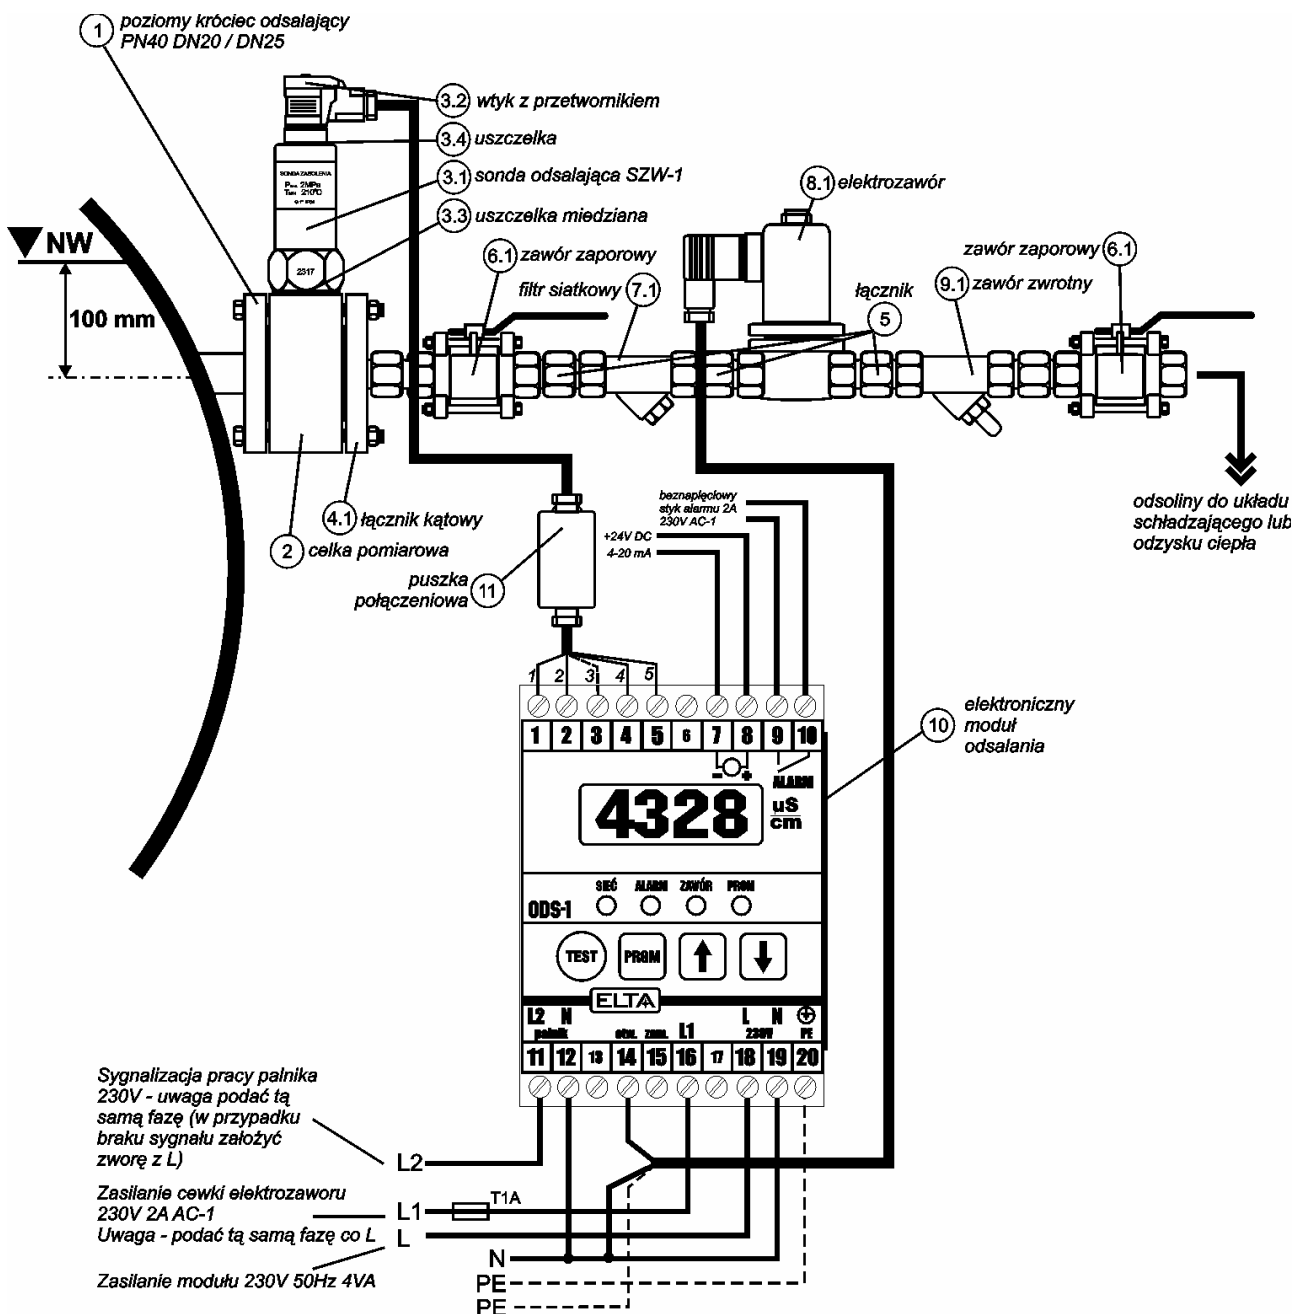 1 poziomy króciec odsalający
PN40 DN20 / DN25
3.2 wtyk z przetwornikiem
3.4 uszczelka
3.1 sonda odsalająca SZW-1
3.3 uszczelka miedziana
SONDA ZASOLENIA
2MPa
210°C
2317
8.1 elektrozawór
NW
100 mm
6.1 zawór zaporowy
filtr siatkowy 7.1
łącznik
5
9.1 zawór zwrotny
zawór zaporowy 6.1
4.1 łącznik kątowy
2 celka pomiarowa
puszka
połączeniowa 11
beznapięciowy
styk alarmu 2A
230V AC-1
+24V DC
4-20 mA
odsoliny do układu
schładzającego lub
odzysku ciepła
1 2 3 4 5
1 2 3 4 5 6 7 8 9 10
- +
ALARM
4328 uS
cm
10 elektroniczny
moduł
odsalania
SIEĆ ALARM ZAWÓR PROM
ODS-1
TEST PROM
ELTA
L2 N L N
palnik otw. zam. L1 230V PE
11 12 13 14 15 16 17 18 19 20
Sygnalizacja pracy palnika
230V - uwaga podać tą
samą fazę (w przypadku
braku sygnału założyć
zworę z L)
L2
Zasilanie cewki elektrozaworu
230V 2A AC-1
L1 T1A
Uwaga - podać tą samą fazę co L
L
N
Zasilanie modułu 230V 50Hz 4VA
PE
PE